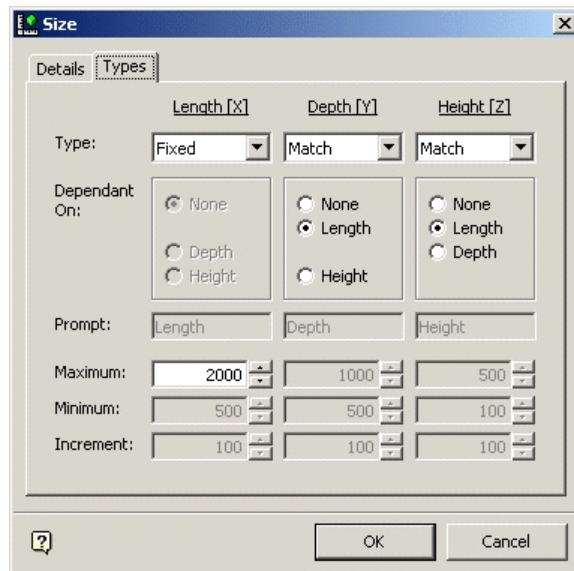 Size
Details Types
Length [X] Depth [Y] Height [Z]
Type: Fixed Match Match
Dependant On:
None None None
Length Length
Depth Depth
Height Height
Prompt: Length Depth Height
Maximum: 2000 1000 500
Minimum: 500 500 100
Increment: 100 100 100
OK Cancel